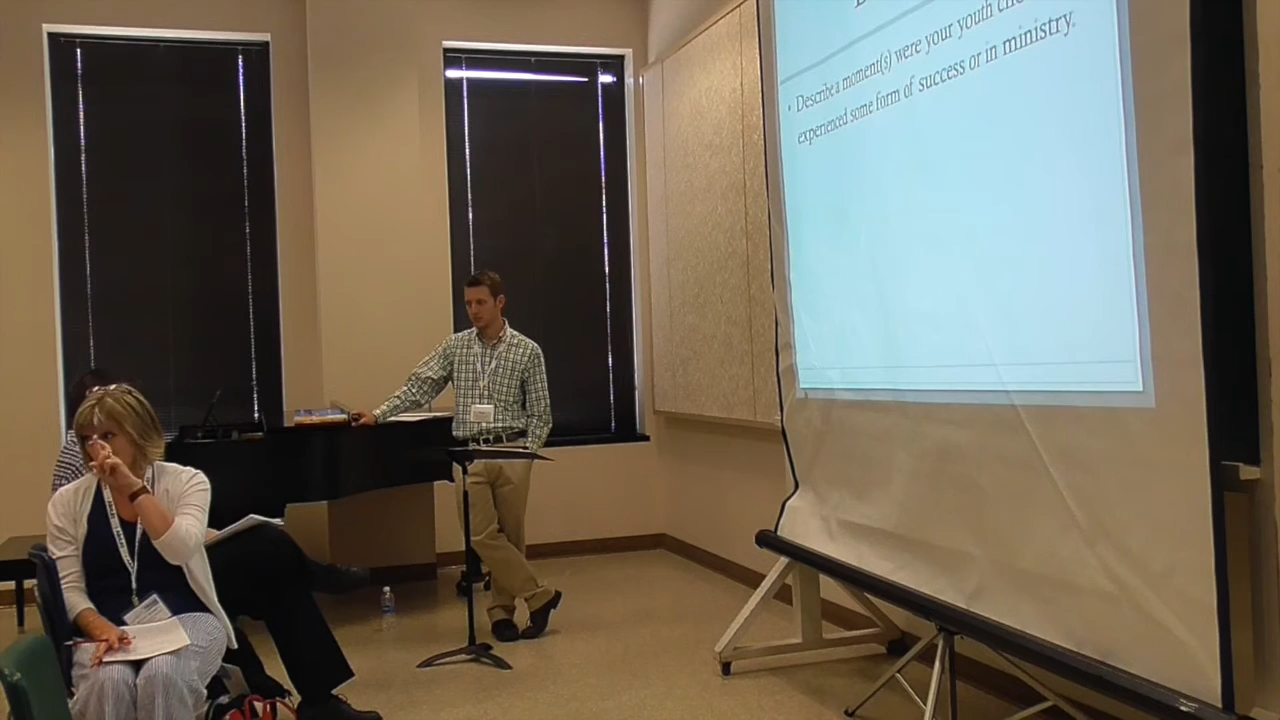 • Describe a moment(s) were your youth
experienced some form of success or in ministry.